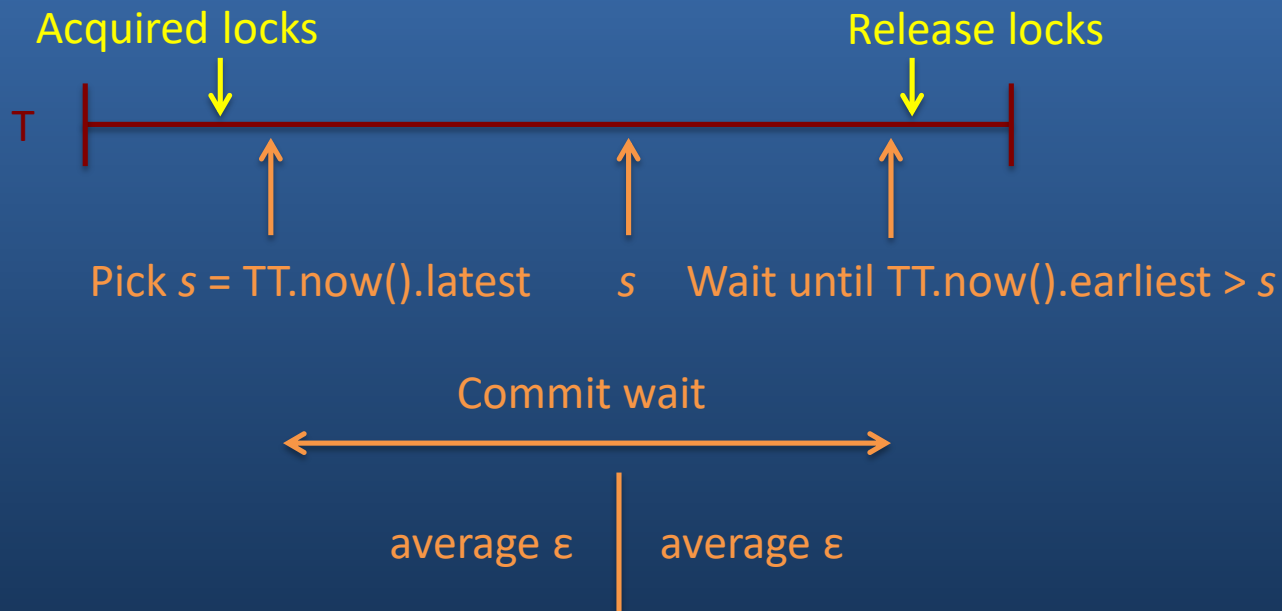 Acquired locks
Release locks
T
Pick s = TT.now().latest
s
Wait until TT.now().earliest > s
Commit wait
average ε
average ε